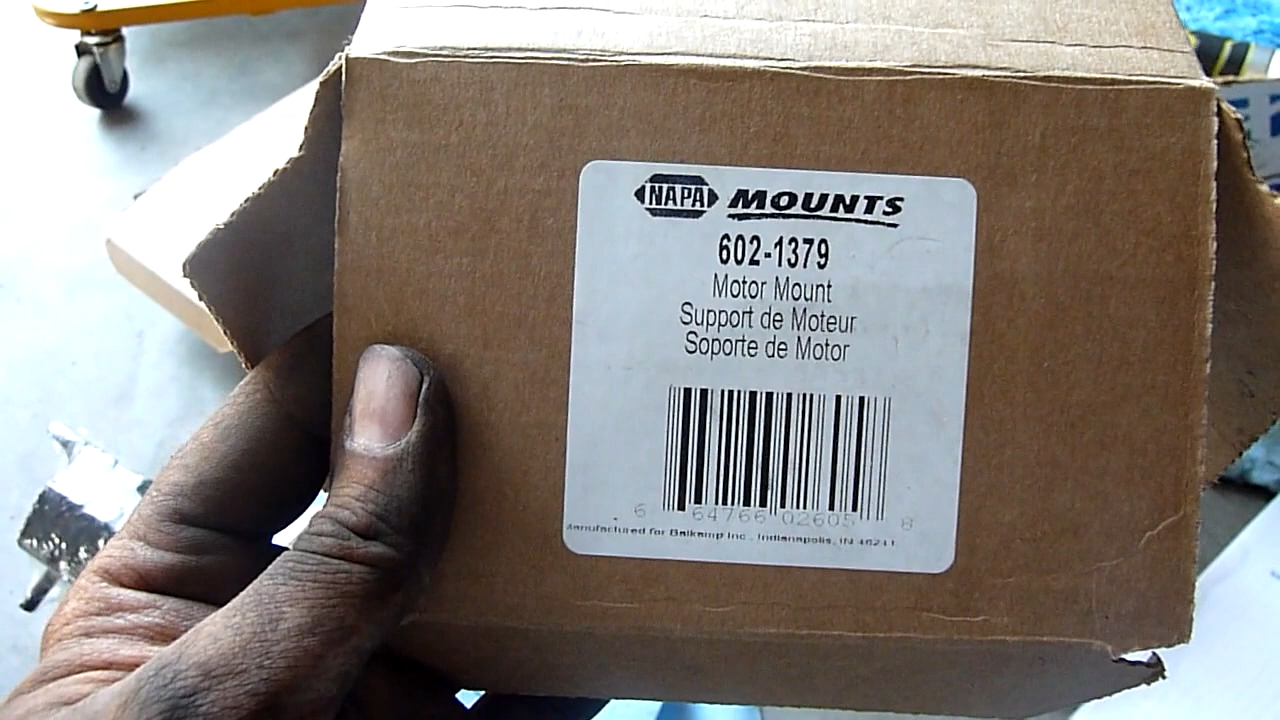 NAPA MOUNTS
602-1379
Motor Mount
Support de Moteur
Soporte de Motor
6 64766 02605 8
Manufactured for Balkamp Inc., Indianapolis, IN 46241